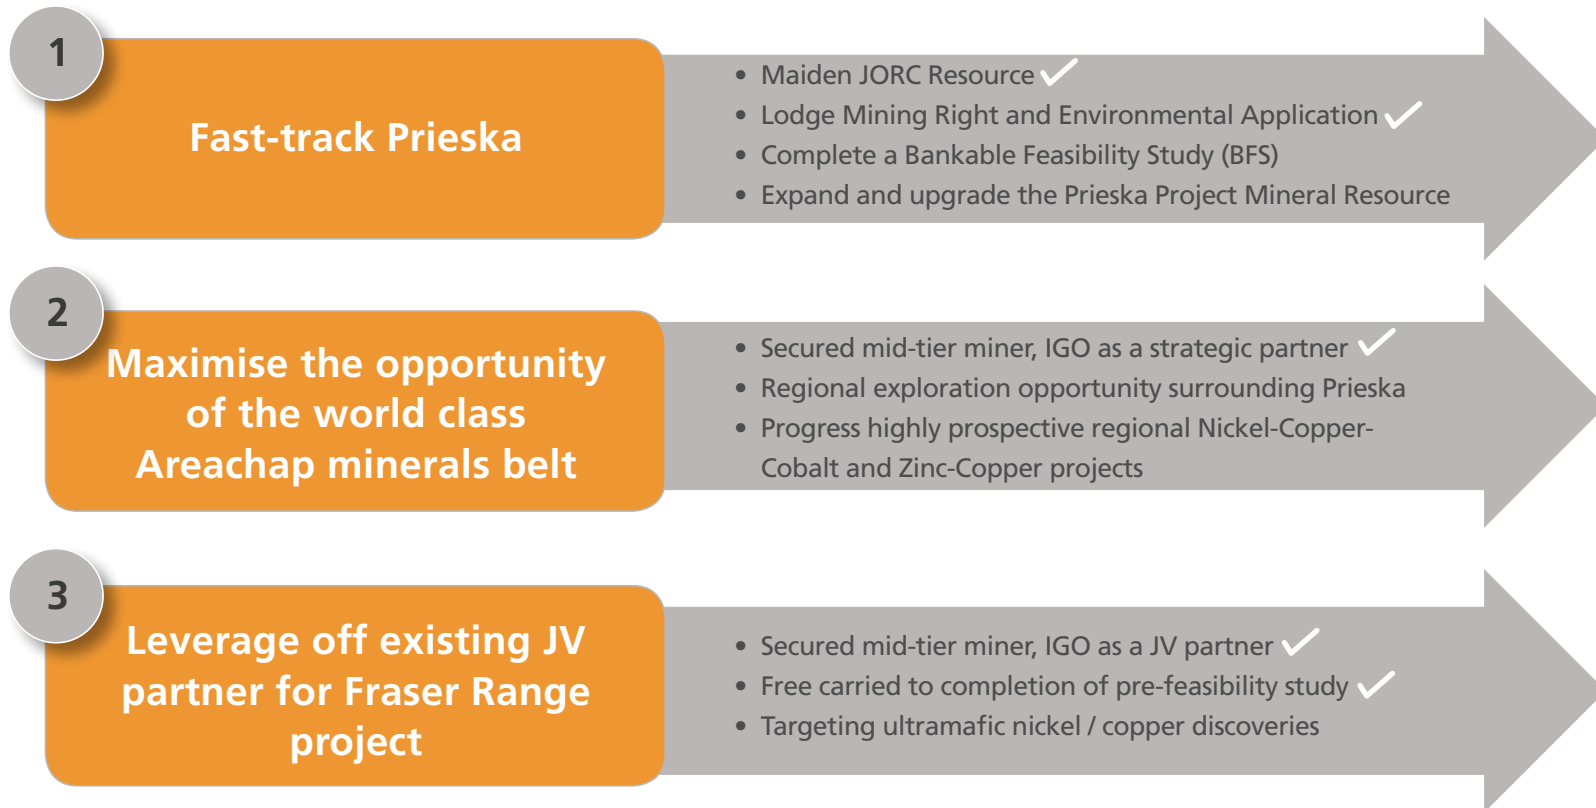 1
Fast-track Prieska
• Maiden JORC Resource ✓
• Lodge Mining Right and Environmental Application ✓
• Complete a Bankable Feasibility Study (BFS)
• Expand and upgrade the Prieska Project Mineral Resource
2
Maximise the opportunity
of the world class
Areachap minerals belt
• Secured mid-tier miner, IGO as a strategic partner ✓
• Regional exploration opportunity surrounding Prieska
• Progress highly prospective regional Nickel-Copper-
Cobalt and Zinc-Copper projects
3
Leverage off existing JV
partner for Fraser Range
project
• Secured mid-tier miner, IGO as a JV partner ✓
• Free carried to completion of pre-feasibility study ✓
• Targeting ultramafic nickel / copper discoveries